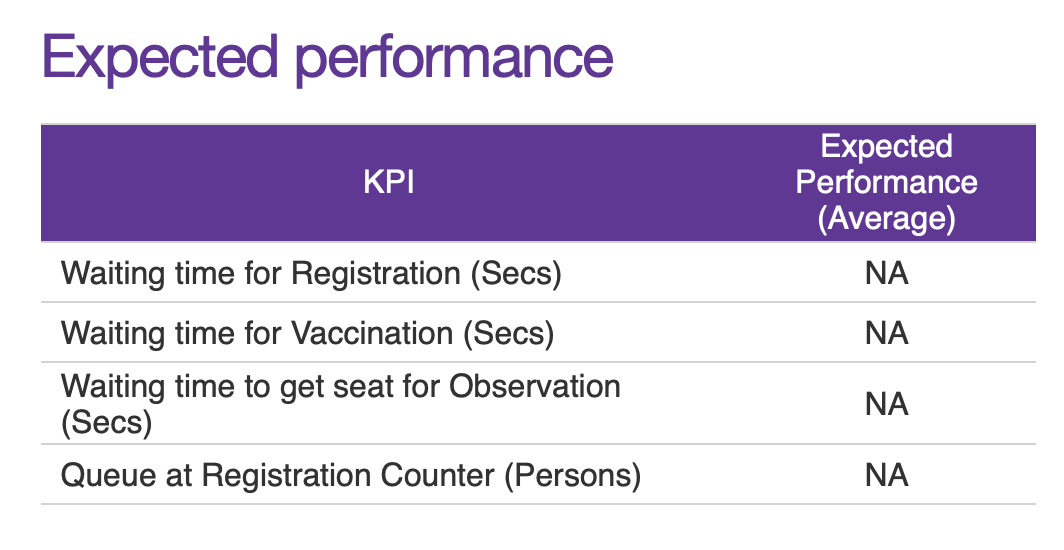 Expected performance
KPI
Expected
Performance
(Average)
Waiting time for Registration (Secs)
NA
Waiting time for Vaccination (Secs)
NA
Waiting time to get seat for Observation
(Secs)
NA
Queue at Registration Counter (Persons)
NA